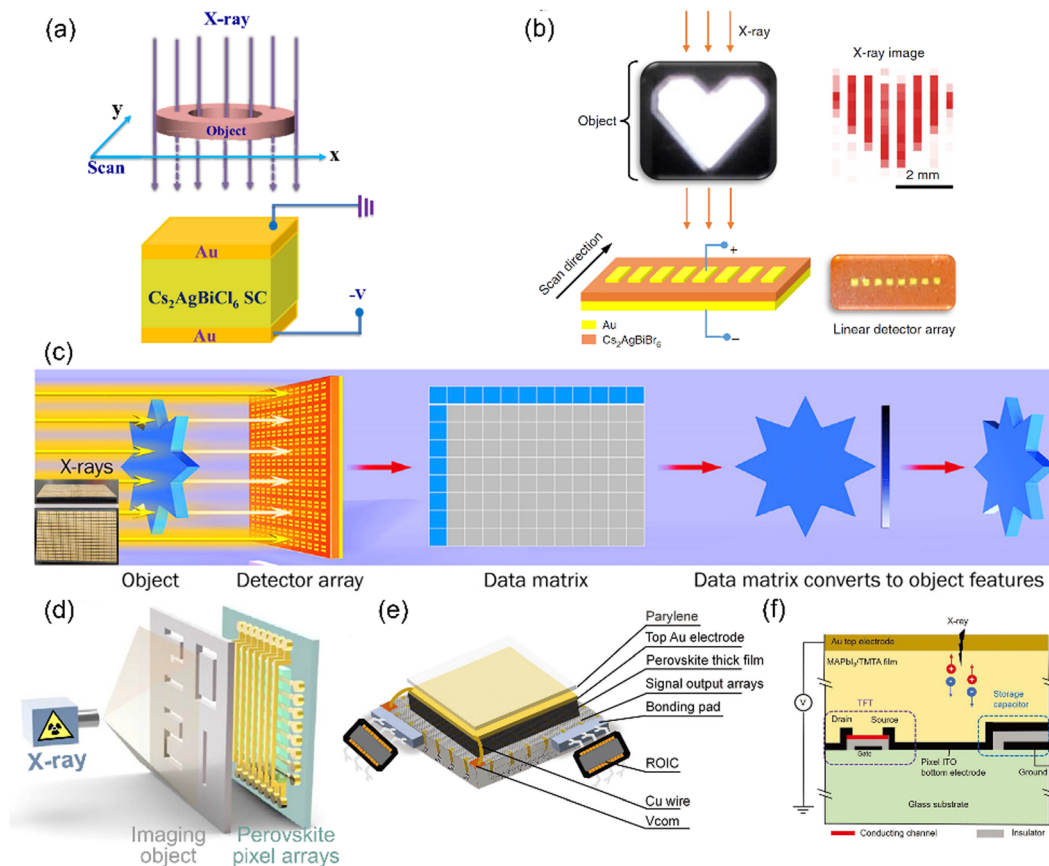 (a)
X-ray
y
Object
x
Scan
Au
Cs₂AgBiCl₆ SC
Au
-V
(b)
X-ray
Object
X-ray image
2 mm
Scan direction
+
−
Au
Cs₂AgBiBr₆
Linear detector array
(c)
X-rays
Object
Detector array
Data matrix
Data matrix converts to object features
(d)
X-ray
Imaging
object
Perovskite
pixel arrays
(e)
Parylene
Top Au electrode
Perovskite thick film
Signal output arrays
Bonding pad
ROIC
Cu wire
Vcom
(f)
X-ray
Au top electrode
MAPbI₃/TMTA film
+
+
−
−
V
TFT
Storage
capacitor
Drain
Source
Gate
Pixel ITO
bottom electrode
Ground
Glass substrate
Conducting channel
Insulator